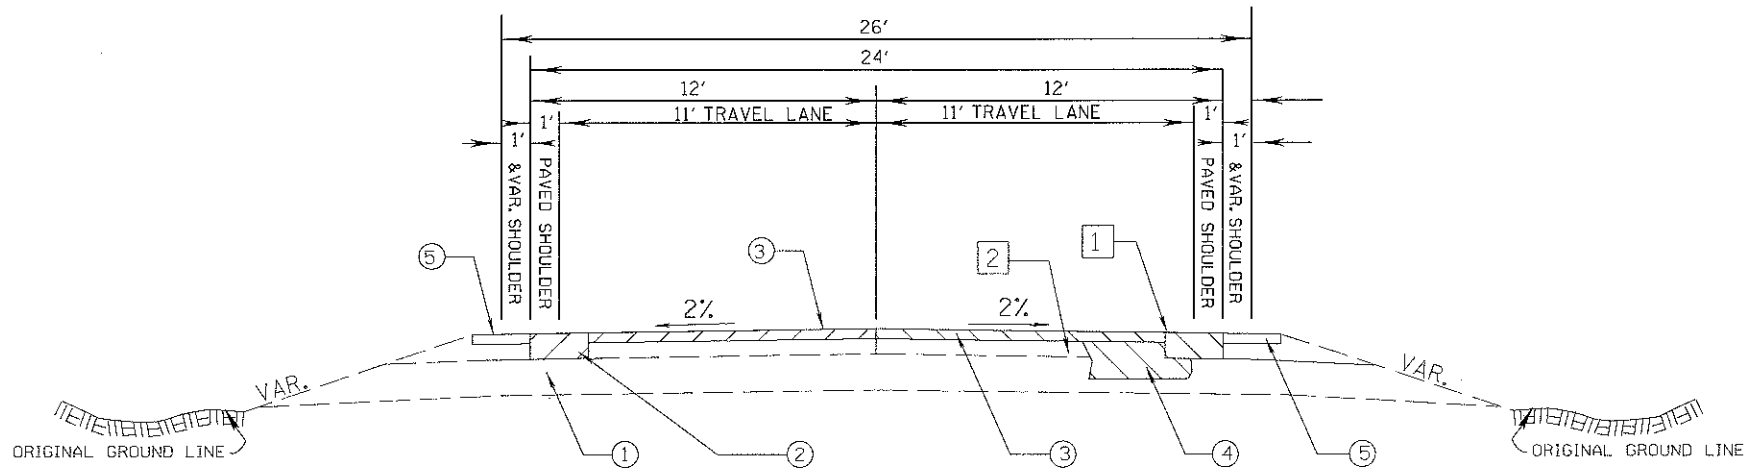 26'
24'
12' 12'
11' TRAVEL LANE 11' TRAVEL LANE
1' 1'
1' 1'
&VAR. SHOULDER
PAVED SHOULDER
PAVED SHOULDER
&VAR. SHOULDER
5 3 2 1
2% 2%
VAR. VAR.
ORIGINAL GROUND LINE
1 2 3 4 5
ORIGINAL GROUND LINE